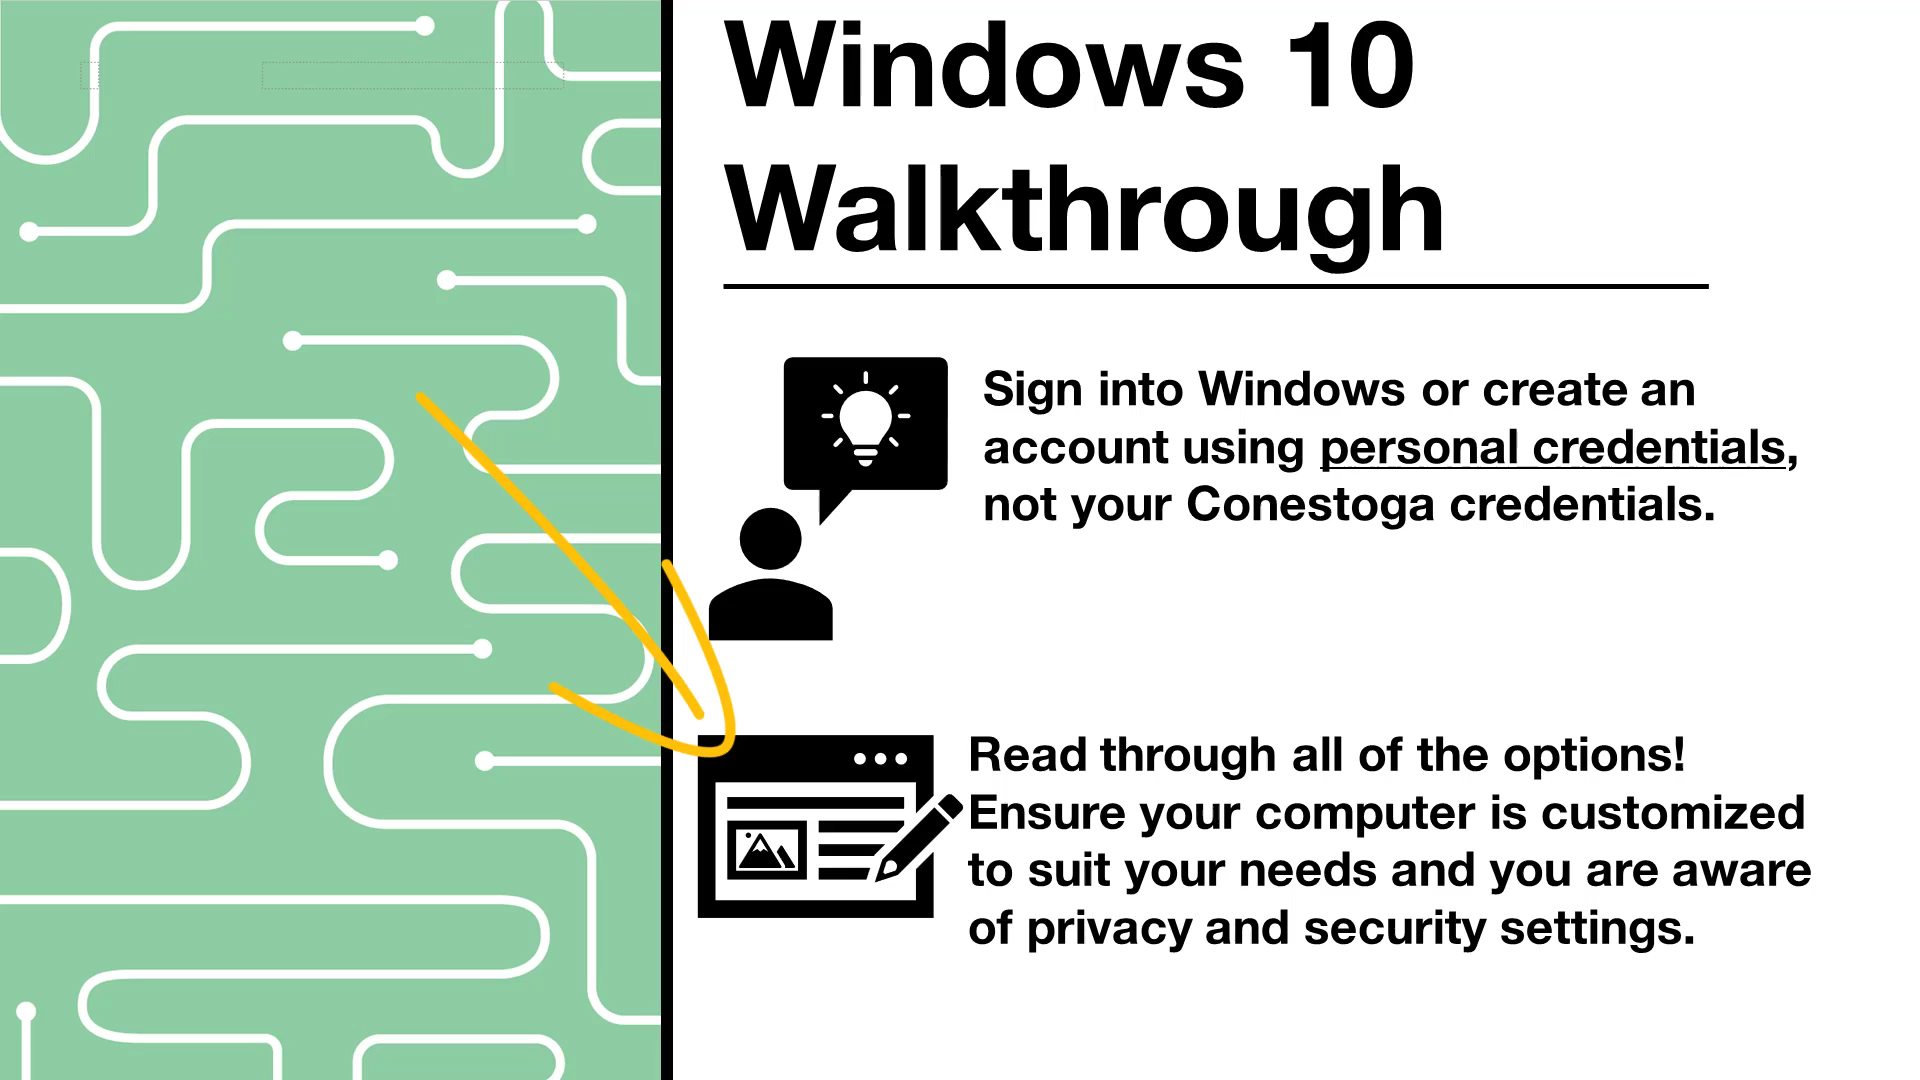 Windows 10
Walkthrough
Sign into Windows or create an
account using personal credentials,
not your Conestoga credentials.
Read through all of the options!
Ensure your computer is customized
to suit your needs and you are aware
of privacy and security settings.